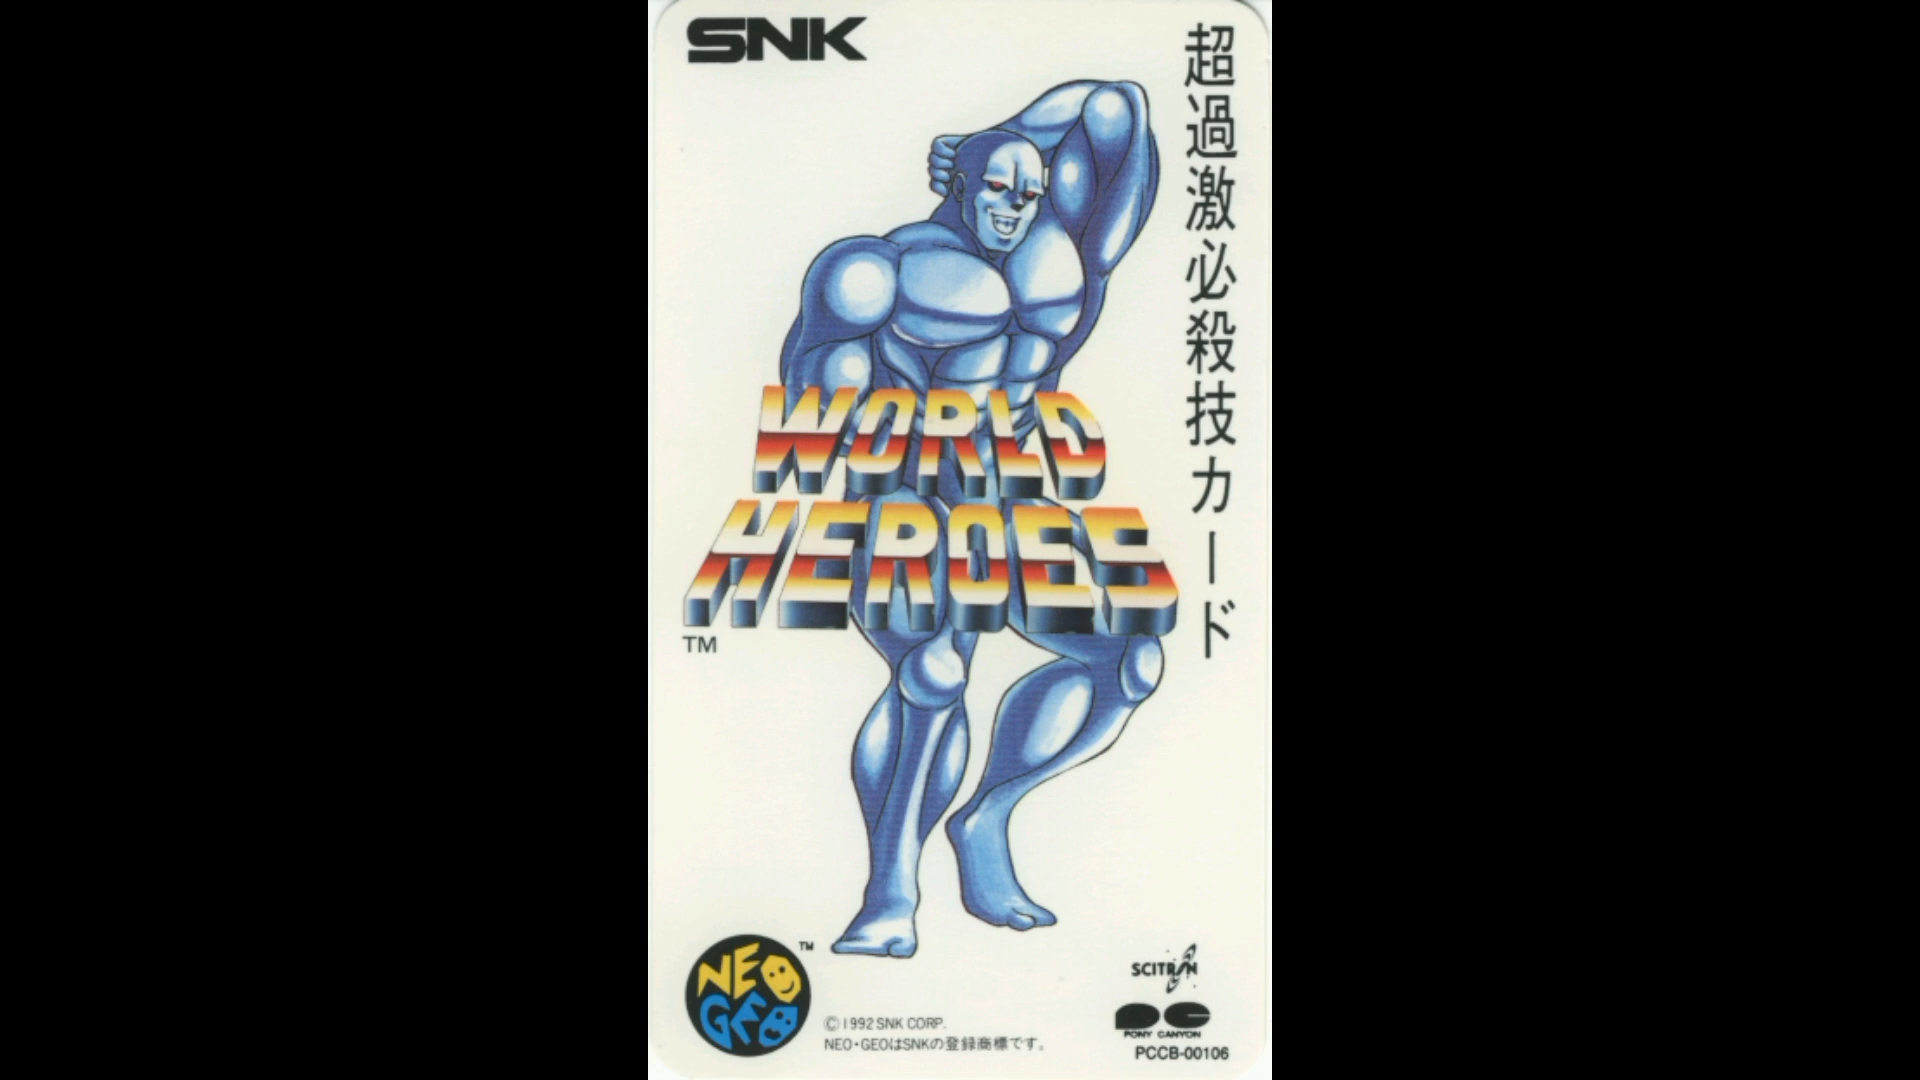 SNK
超過激必殺技カード
WORLD
HEROES
TM
NEO
GEO
TM
©1992 SNK CORP.
NEO・GEOはSNKの登録商標です。
SCITRON
PONY CANYON
PCCB-00106